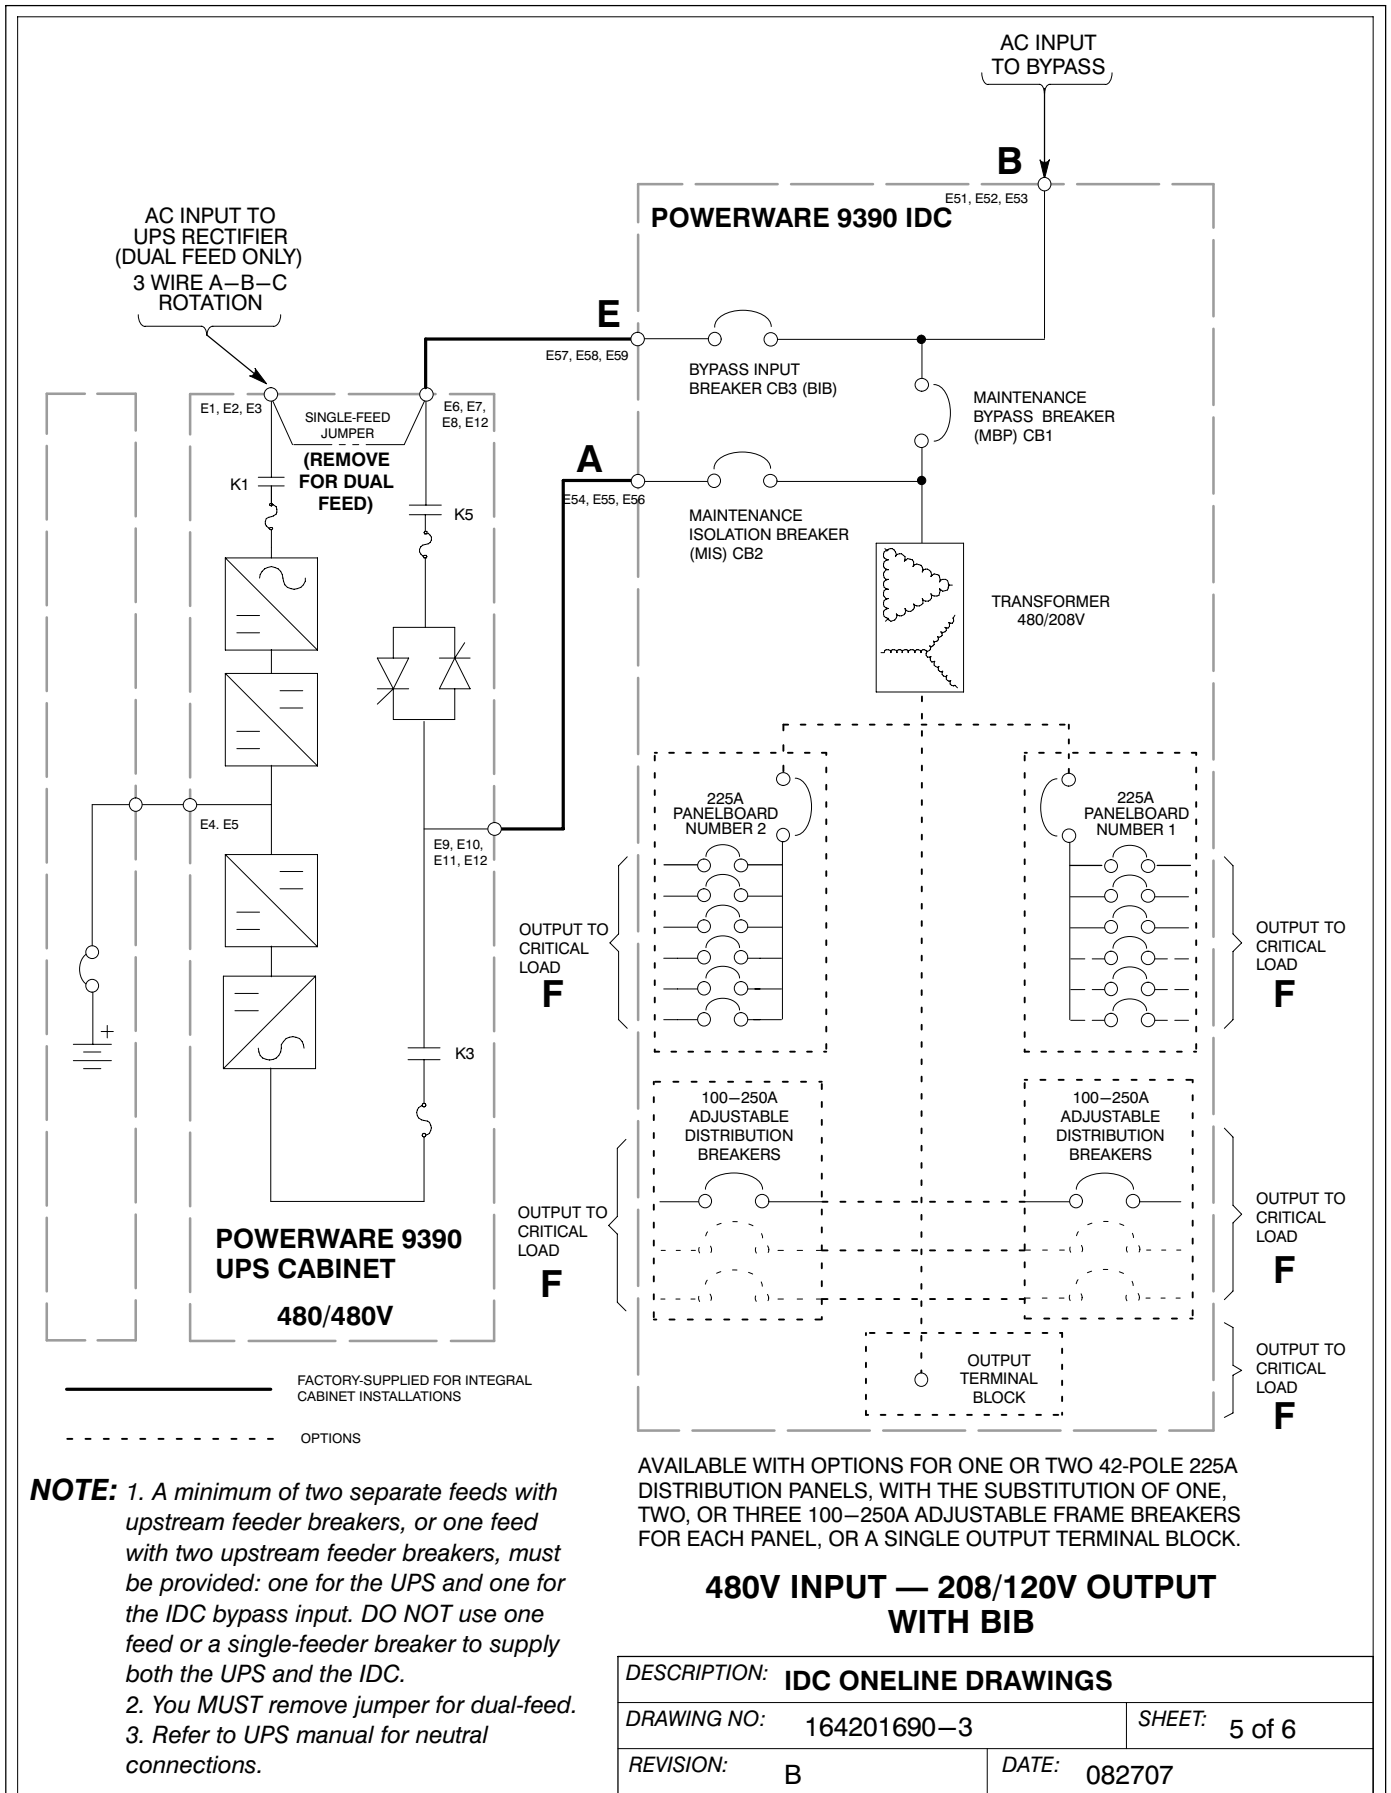 AC INPUT
TO BYPASS
B
E51, E52, E53
POWERWARE 9390 IDC
AC INPUT TO
UPS RECTIFIER
(DUAL FEED ONLY)
3 WIRE A–B–C
ROTATION
E
E57, E58, E59
BYPASS INPUT
BREAKER CB3 (BIB)
MAINTENANCE
BYPASS BREAKER
(MBP) CB1
E1, E2, E3
SINGLE-FEED
JUMPER
(REMOVE
FOR DUAL
FEED)
E6, E7,
E8, E12
K1
K5
A
E54, E55, E56
MAINTENANCE
ISOLATION BREAKER
(MIS) CB2
TRANSFORMER
480/208V
E4. E5
E9, E10,
E11, E12
225A
PANELBOARD
NUMBER 2
225A
PANELBOARD
NUMBER 1
OUTPUT TO
CRITICAL
LOAD
F
OUTPUT TO
CRITICAL
LOAD
F
+
K3
100–250A
ADJUSTABLE
DISTRIBUTION
BREAKERS
100–250A
ADJUSTABLE
DISTRIBUTION
BREAKERS
OUTPUT TO
CRITICAL
LOAD
F
OUTPUT TO
CRITICAL
LOAD
F
POWERWARE 9390
UPS CABINET
480/480V
OUTPUT
TERMINAL
BLOCK
OUTPUT TO
CRITICAL
LOAD
F
FACTORY-SUPPLIED FOR INTEGRAL
CABINET INSTALLATIONS
OPTIONS
NOTE: 1. A minimum of two separate feeds with
upstream feeder breakers, or one feed
with two upstream feeder breakers, must
be provided: one for the UPS and one for
the IDC bypass input. DO NOT use one
feed or a single-feeder breaker to supply
both the UPS and the IDC.
2. You MUST remove jumper for dual-feed.
3. Refer to UPS manual for neutral
connections.
AVAILABLE WITH OPTIONS FOR ONE OR TWO 42-POLE 225A
DISTRIBUTION PANELS, WITH THE SUBSTITUTION OF ONE,
TWO, OR THREE 100–250A ADJUSTABLE FRAME BREAKERS
FOR EACH PANEL, OR A SINGLE OUTPUT TERMINAL BLOCK.
480V INPUT — 208/120V OUTPUT
WITH BIB
DESCRIPTION: IDC ONELINE DRAWINGS
DRAWING NO: 164201690–3 SHEET: 5 of 6
REVISION: B DATE: 082707